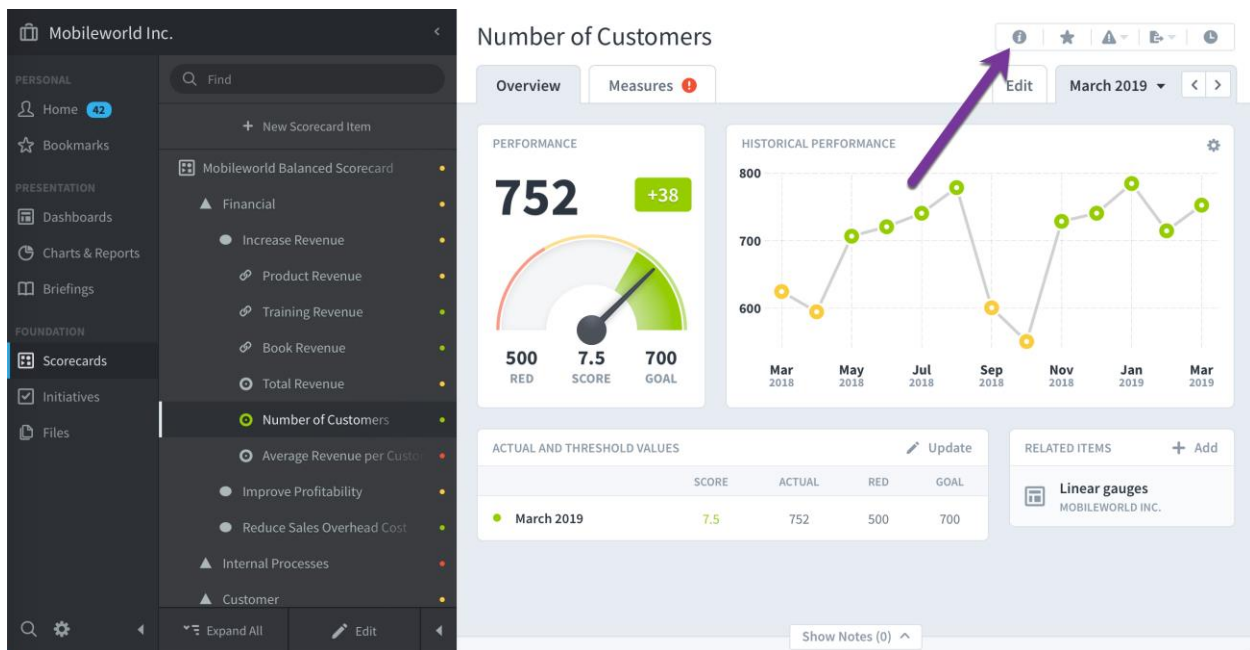 Mobileworld Inc.
PERSONAL
Home 42
Bookmarks
PRESENTATION
Dashboards
Charts & Reports
Briefings
FOUNDATION
Scorecards
Initiatives
Files
Find
+ New Scorecard Item
Mobileworld Balanced Scorecard
Financial
Increase Revenue
Product Revenue
Training Revenue
Book Revenue
Total Revenue
Number of Customers
Average Revenue per Custo
Improve Profitability
Reduce Sales Overhead Cost
Internal Processes
Customer
Expand All Edit
Number of Customers
Overview Measures Edit March 2019
PERFORMANCE
752 +38
500 7.5 700
RED SCORE GOAL
HISTORICAL PERFORMANCE
800
700
600
Mar May Jul Sep Nov Jan Mar
2018 2018 2018 2018 2018 2019 2019
ACTUAL AND THRESHOLD VALUES Update
SCORE ACTUAL RED GOAL
March 2019 7.5 752 500 700
RELATED ITEMS + Add
Linear gauges
MOBILEWORLD INC.
Show Notes (0)